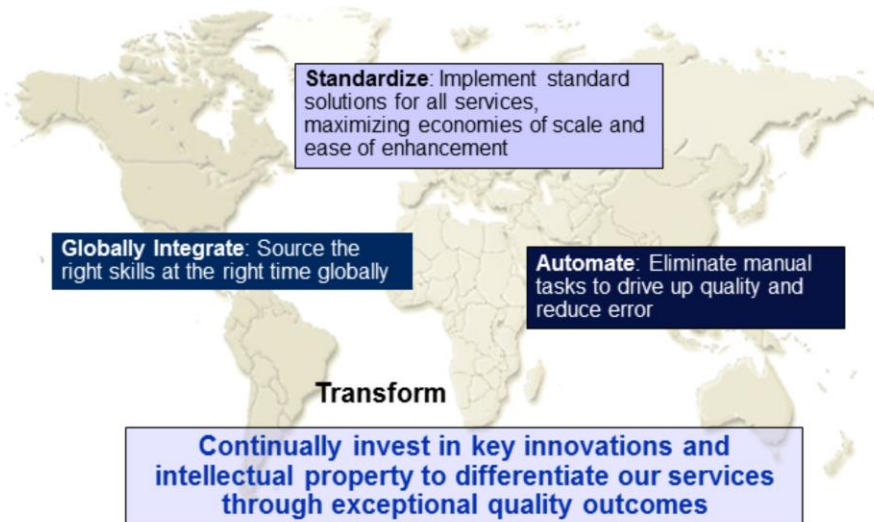 Standardize: Implement standard
solutions for all services,
maximizing economies of scale and
ease of enhancement
Globally Integrate: Source the
right skills at the right time globally
Automate: Eliminate manual
tasks to drive up quality and
reduce error
Transform
Continually invest in key innovations and
intellectual property to differentiate our services
through exceptional quality outcomes